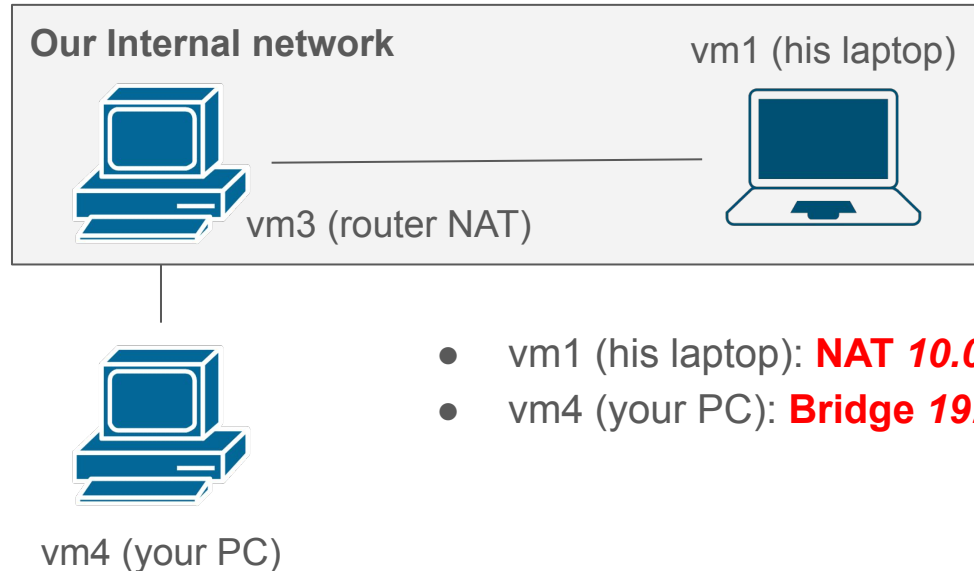 Our Internal network
vm1 (his laptop)
vm3 (router NAT)
● vm1 (his laptop): NAT 10.0
● vm4 (your PC): Bridge 19
vm4 (your PC)